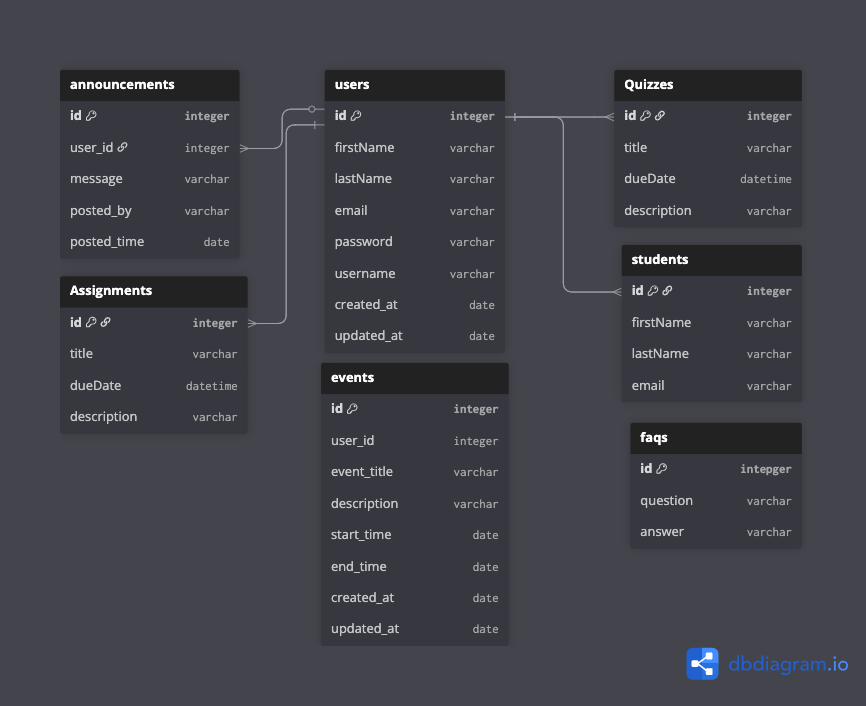 announcements
id integer
user_id integer
message varchar
posted_by varchar
posted_time date
Assignments
id integer
title varchar
dueDate datetime
description varchar
users
id integer
firstName varchar
lastName varchar
email varchar
password varchar
username varchar
created_at date
updated_at date
events
id integer
user_id integer
event_title varchar
description varchar
start_time date
end_time date
created_at date
updated_at date
Quizzes
id integer
title varchar
dueDate datetime
description varchar
students
id integer
firstName varchar
lastName varchar
email varchar
faqs
id intepger
question varchar
answer varchar
dbdiagram.io